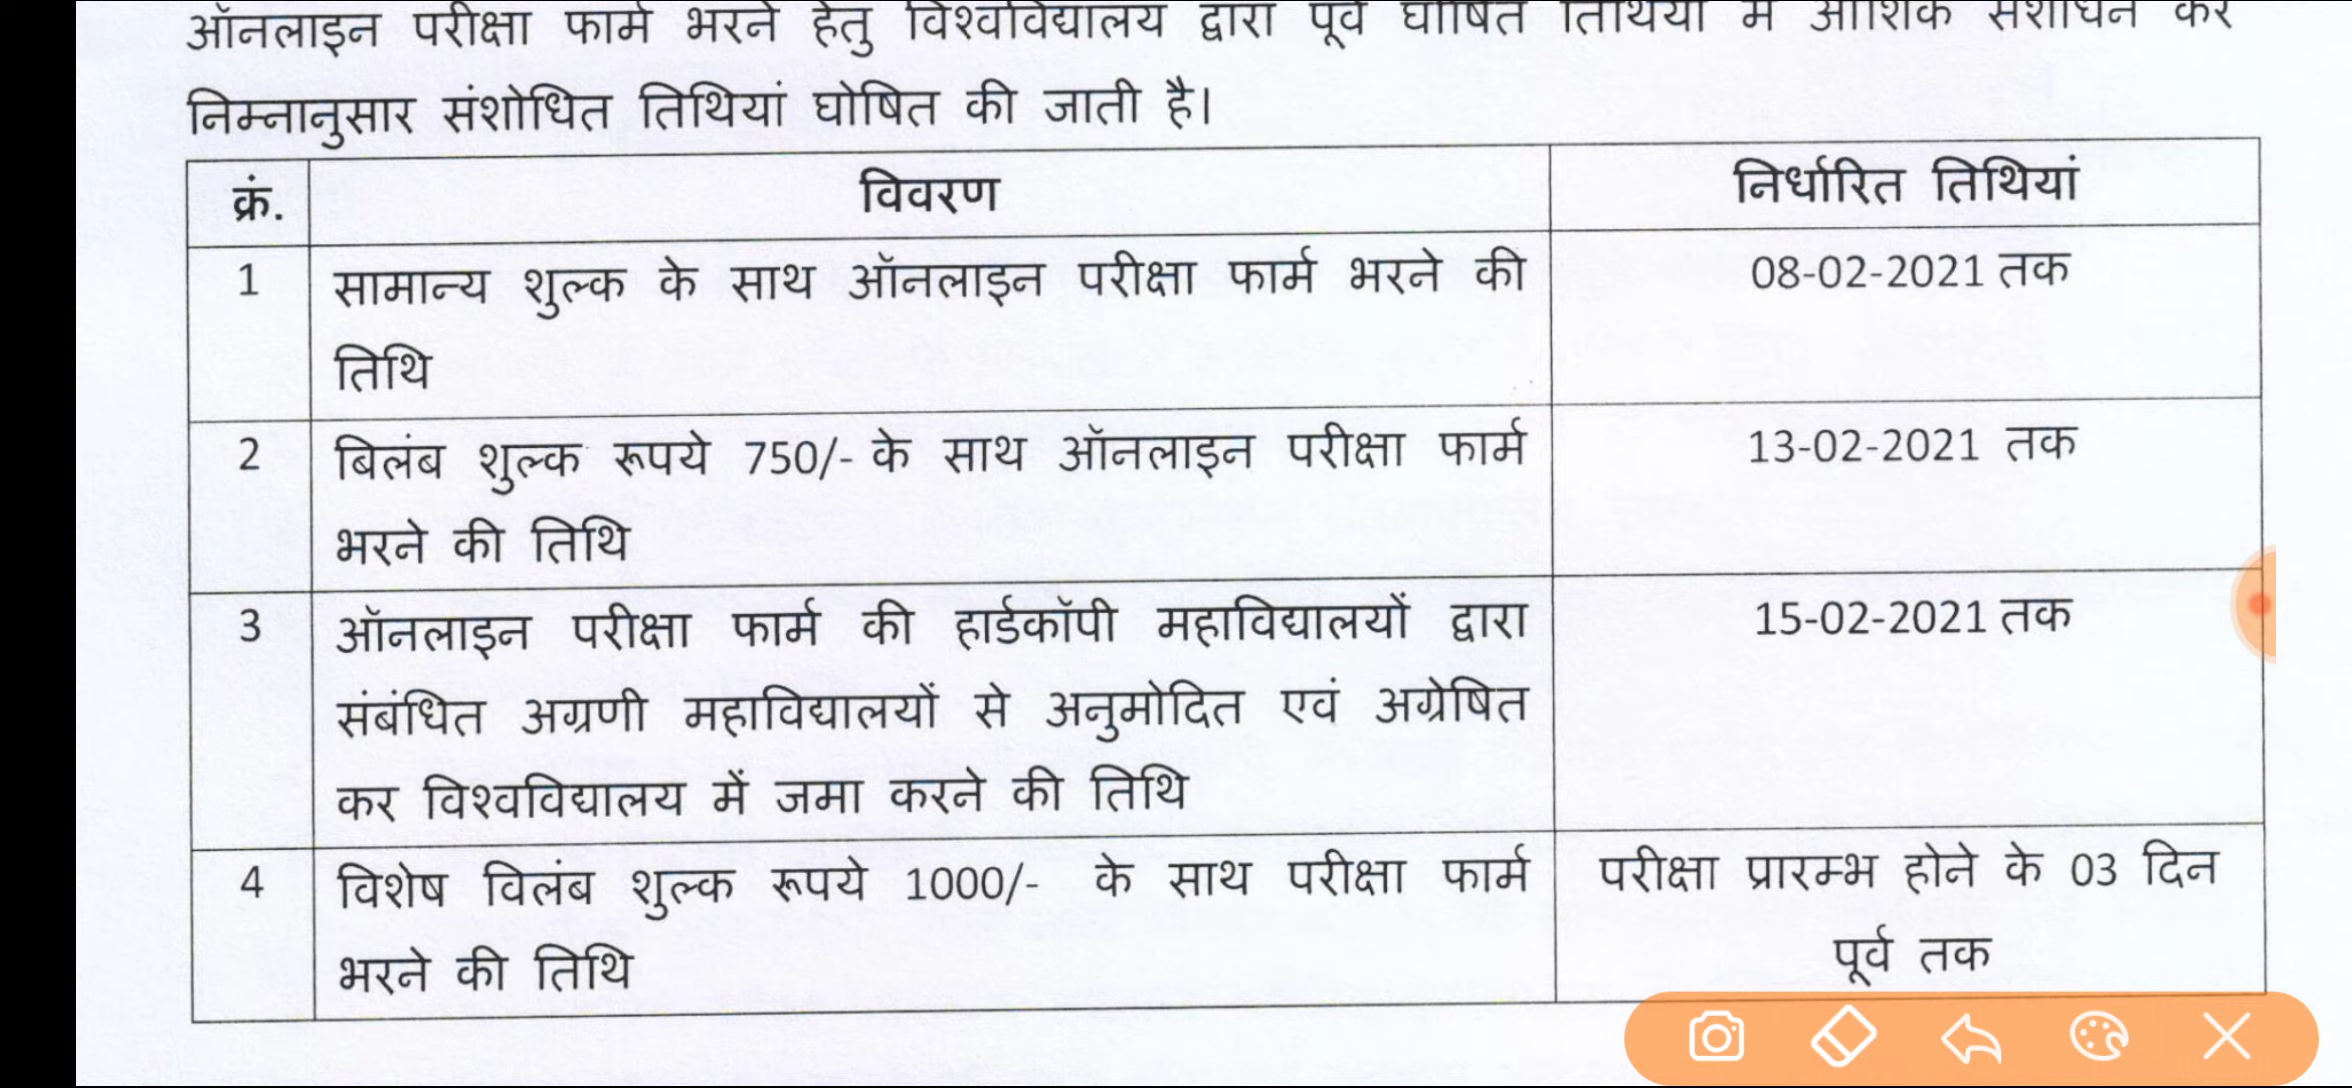 ऑनलाइन परीक्षा फार्म भरने हेतु विश्वविद्यालय द्वारा पूर्व घोषित तिथियों में आंशिक संशोधन कर
निम्नानुसार संशोधित तिथियां घोषित की जाती है।
क्रं. विवरण निर्धारित तिथियां
1 सामान्य शुल्क के साथ ऑनलाइन परीक्षा फार्म भरने की 08-02-2021 तक
तिथि
2 बिलंब शुल्क रूपये 750/- के साथ ऑनलाइन परीक्षा फार्म 13-02-2021 तक
भरने की तिथि
3 ऑनलाइन परीक्षा फार्म की हार्डकॉपी महाविद्यालयों द्वारा 15-02-2021 तक
संबंधित अग्रणी महाविद्यालयों से अनुमोदित एवं अग्रेषित
कर विश्वविद्यालय में जमा करने की तिथि
4 विशेष विलंब शुल्क रूपये 1000/- के साथ परीक्षा फार्म परीक्षा प्रारम्भ होने के 03 दिन
भरने की तिथि पूर्व तक